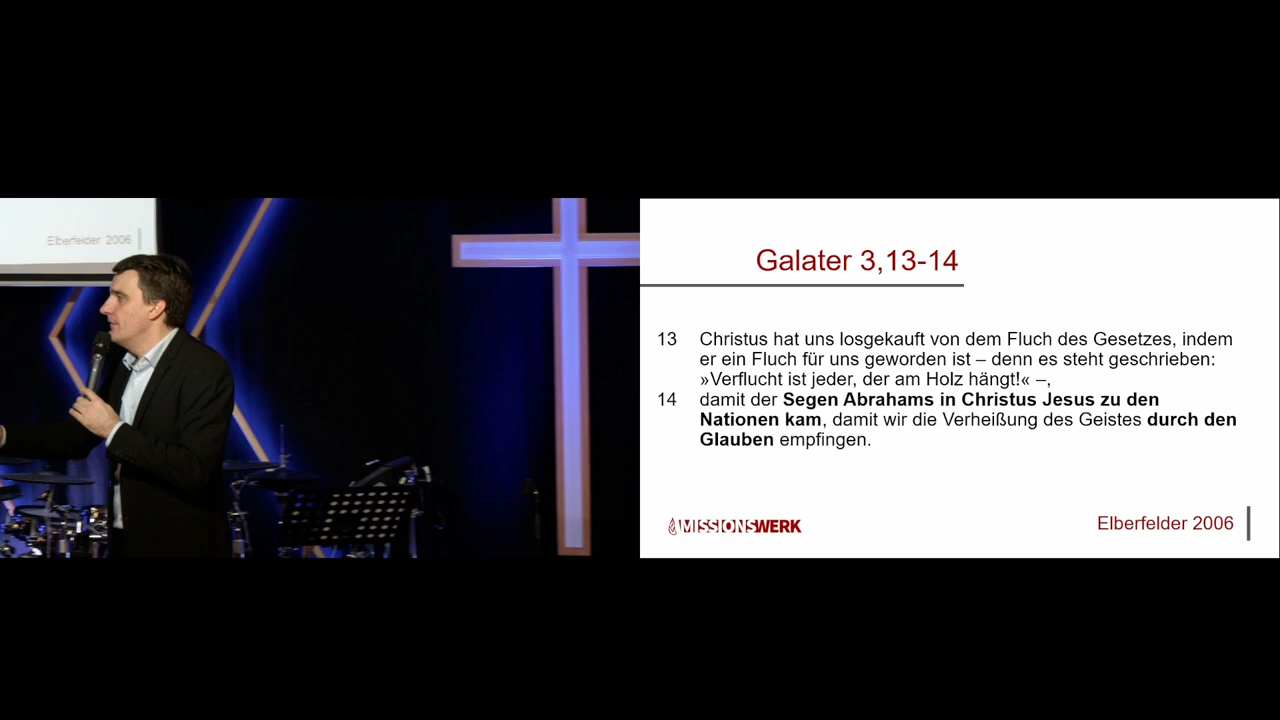 Elberfelder 2006
Galater 3,13-14
13 Christus hat uns losgekauft von dem Fluch des Gesetzes, indem
er ein Fluch für uns geworden ist – denn es steht geschrieben:
»Verflucht ist jeder, der am Holz hängt!« –,
14 damit der Segen Abrahams in Christus Jesus zu den
Nationen kam, damit wir die Verheißung des Geistes durch den
Glauben empfingen.
MISSIONSWERK
Elberfelder 2006